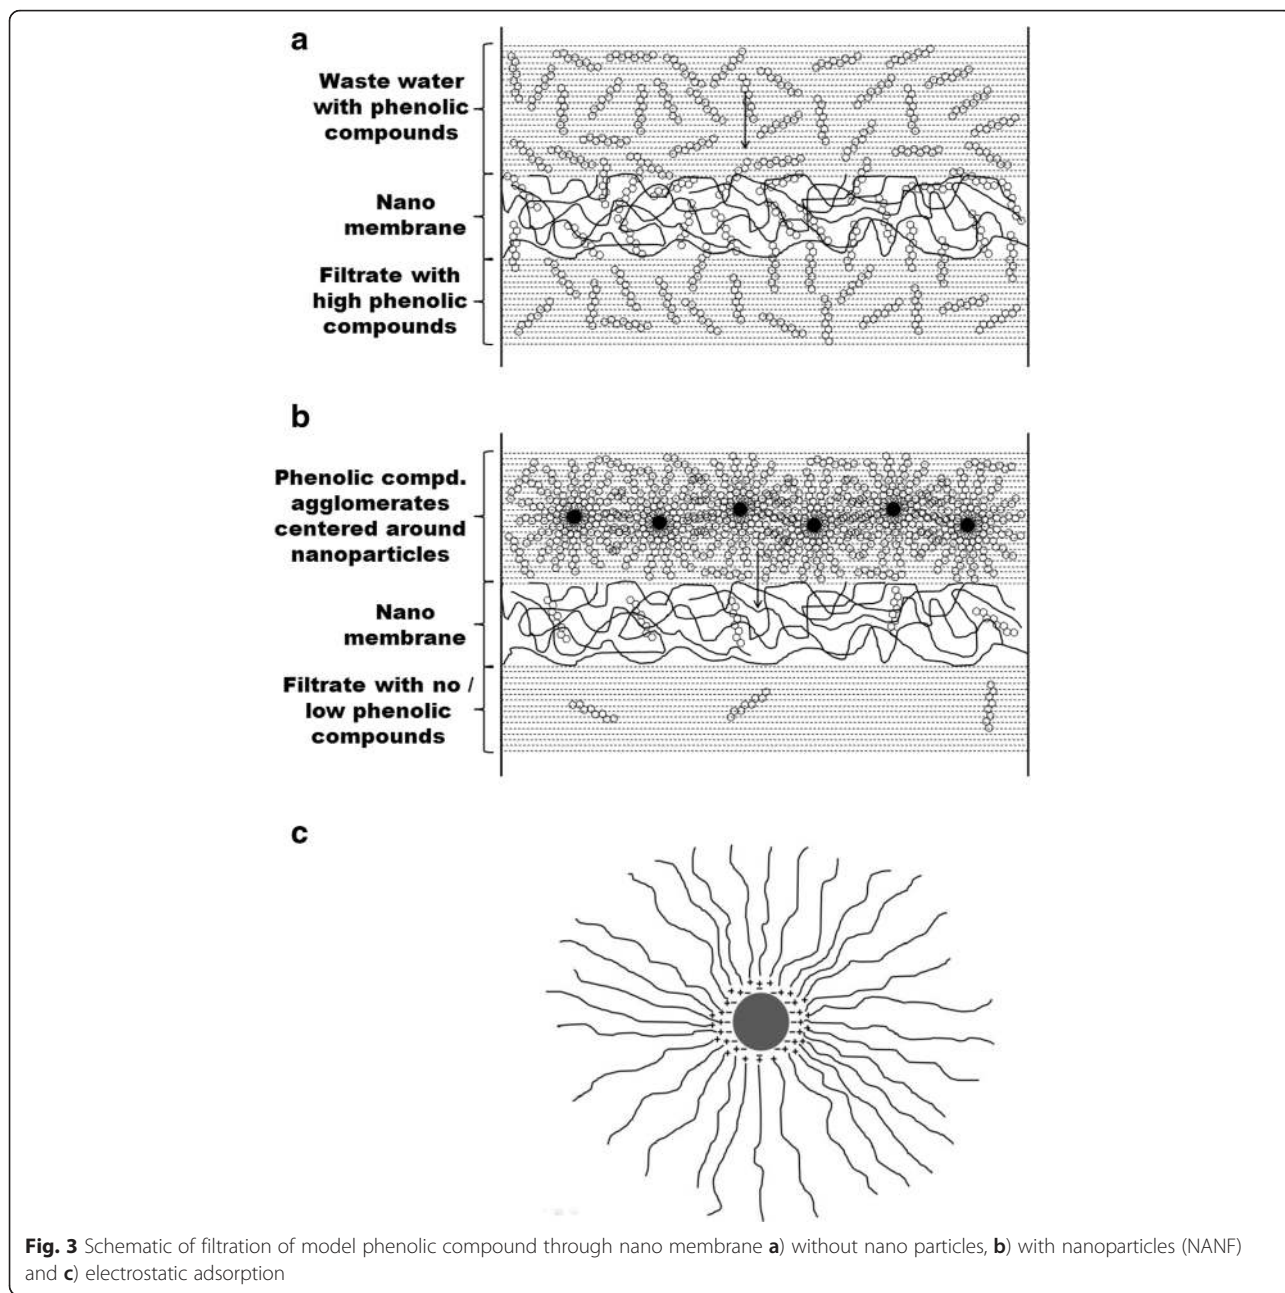 a
Waste water
with phenolic
compounds
Nano
membrane
Filtrate with
high phenolic
compounds
b
Phenolic compd.
agglomerates
centered around
nanoparticles
Nano
membrane
Filtrate with no /
low phenolic
compounds
c
Fig. 3 Schematic of filtration of model phenolic compound through nano membrane a) without nano particles, b) with nanoparticles (NANF)
and c) electrostatic adsorption